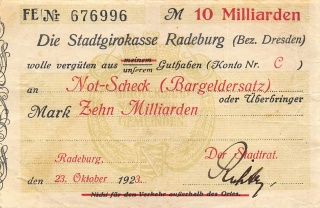 FE № 676996 M 10 Milliarden
Die Stadtgirokasse Radeburg (Bez. Dresden)
wolle vergüten aus meinem
unserem Guthaben (Konto Nr. C )
an Not-Scheck (Bargeldersatz) oder Überbringer
Mark Zehn Milliarden
Radeburg, Der Stadtrat.
den 23. Oktober 1923.
Nicht für den Verkehr außerhalb des Ortes.